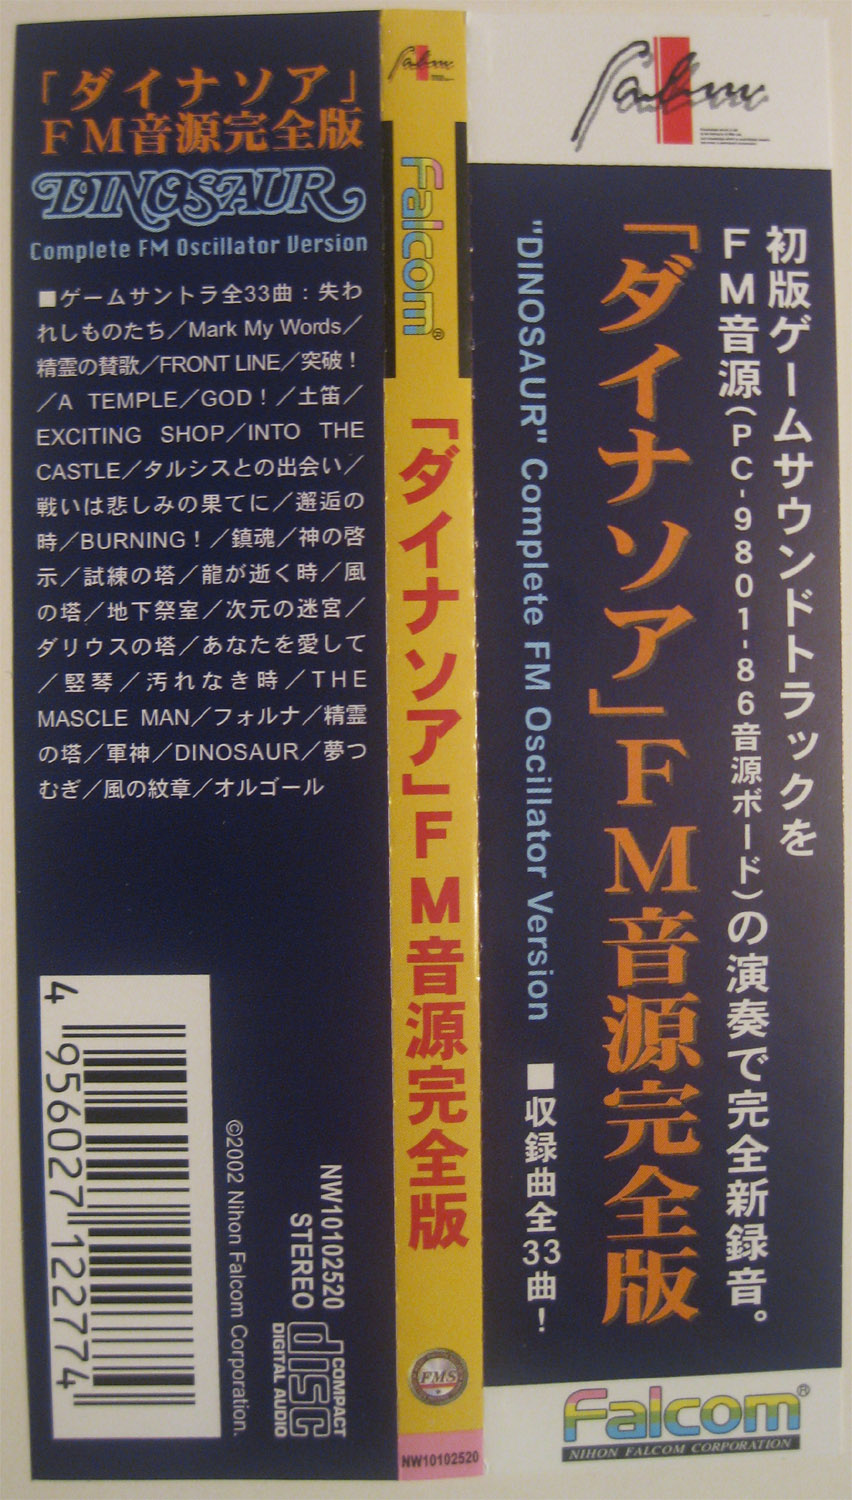 「ダイナソア」
FM音源完全版
DINOSAUR
Complete FM Oscillator Version
■ゲームサントラ全33曲：失わ
れしものたち／Mark My Words／
精霊の賛歌／FRONT LINE／突破！
／A TEMPLE／GOD！／土笛／
EXCITING SHOP／INTO THE
CASTLE／タルシスとの出会い／
戦いは悲しみの果てに／邂逅の
時／BURNING！／鎮魂／神の啓
示／試練の塔／龍が逝く時／風
の塔／地下祭室／次元の迷宮／
ダリウスの塔／あなたを愛して
／竪琴／汚れなき時／THE
MASCLE MAN／フォルナ／精霊
の塔／軍神／DINOSAUR／夢つ
むぎ／風の紋章／オルゴール
4 956027 122774
©2002 Nihon Falcom Corporation.
NW10102520
STEREO
COMPACT
disc
DIGITAL AUDIO
Falcom®
「ダイナソア」FM音源完全版
FMS
NW10102520
初版ゲームサウンドトラックを
FM音源(PC-9801-86音源ボード)の演奏で完全新録音。
「ダイナソア」FM音源完全版
"DINOSAUR" Complete FM Oscillator Version
■収録曲全33曲！
Falcom®
NIHON FALCOM CORPORATION